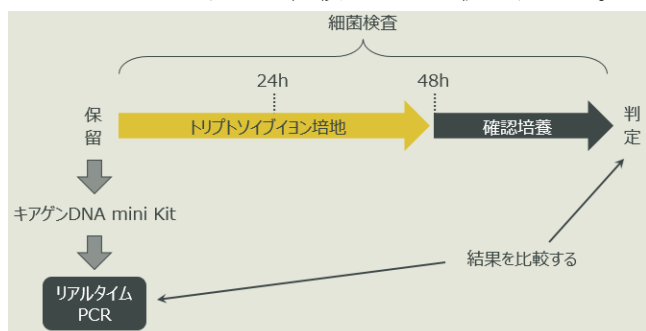 細菌検査
24h
48h
保
留
トリプトソイブイヨン培地
確認培養
判
定
キアゲンDNA mini Kit
結果を比較する
リアルタイム
PCR